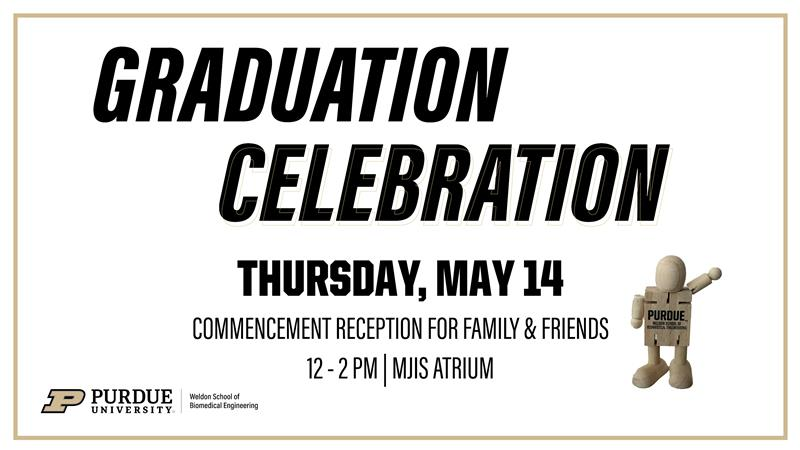 GRADUATION
CELEBRATION
THURSDAY, MAY 14
COMMENCEMENT RECEPTION FOR FAMILY & FRIENDS
12 - 2 PM | MJIS ATRIUM
PURDUE
WELDON SCHOOL OF
BIOMEDICAL ENGINEERING
P PURDUE
UNIVERSITY
Weldon School of
Biomedical Engineering